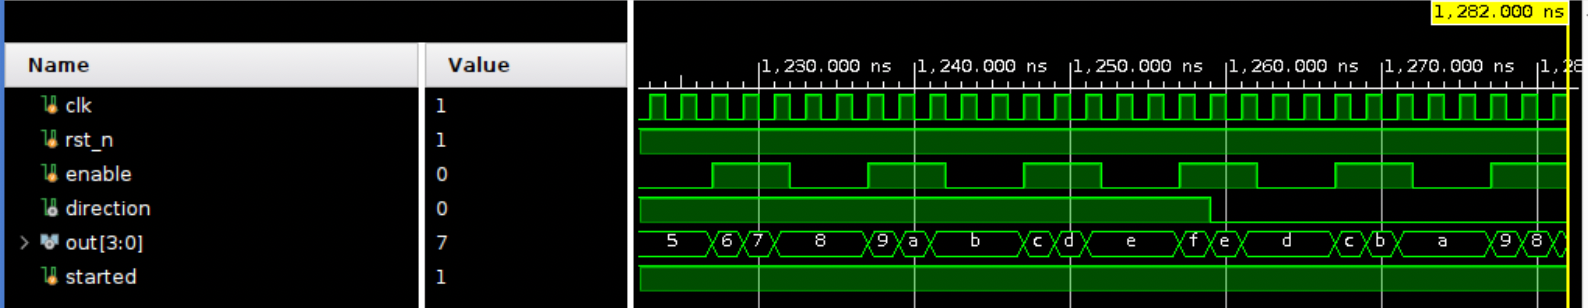 1,282.000 ns
Name Value
1,230.000 ns 1,240.000 ns 1,250.000 ns 1,260.000 ns 1,270.000 ns 1,28
clk 1
rst_n 1
enable 0
direction 0
out[3:0] 7 5 6 7 8 9 a b c d e f e d c b a 9 8
started 1